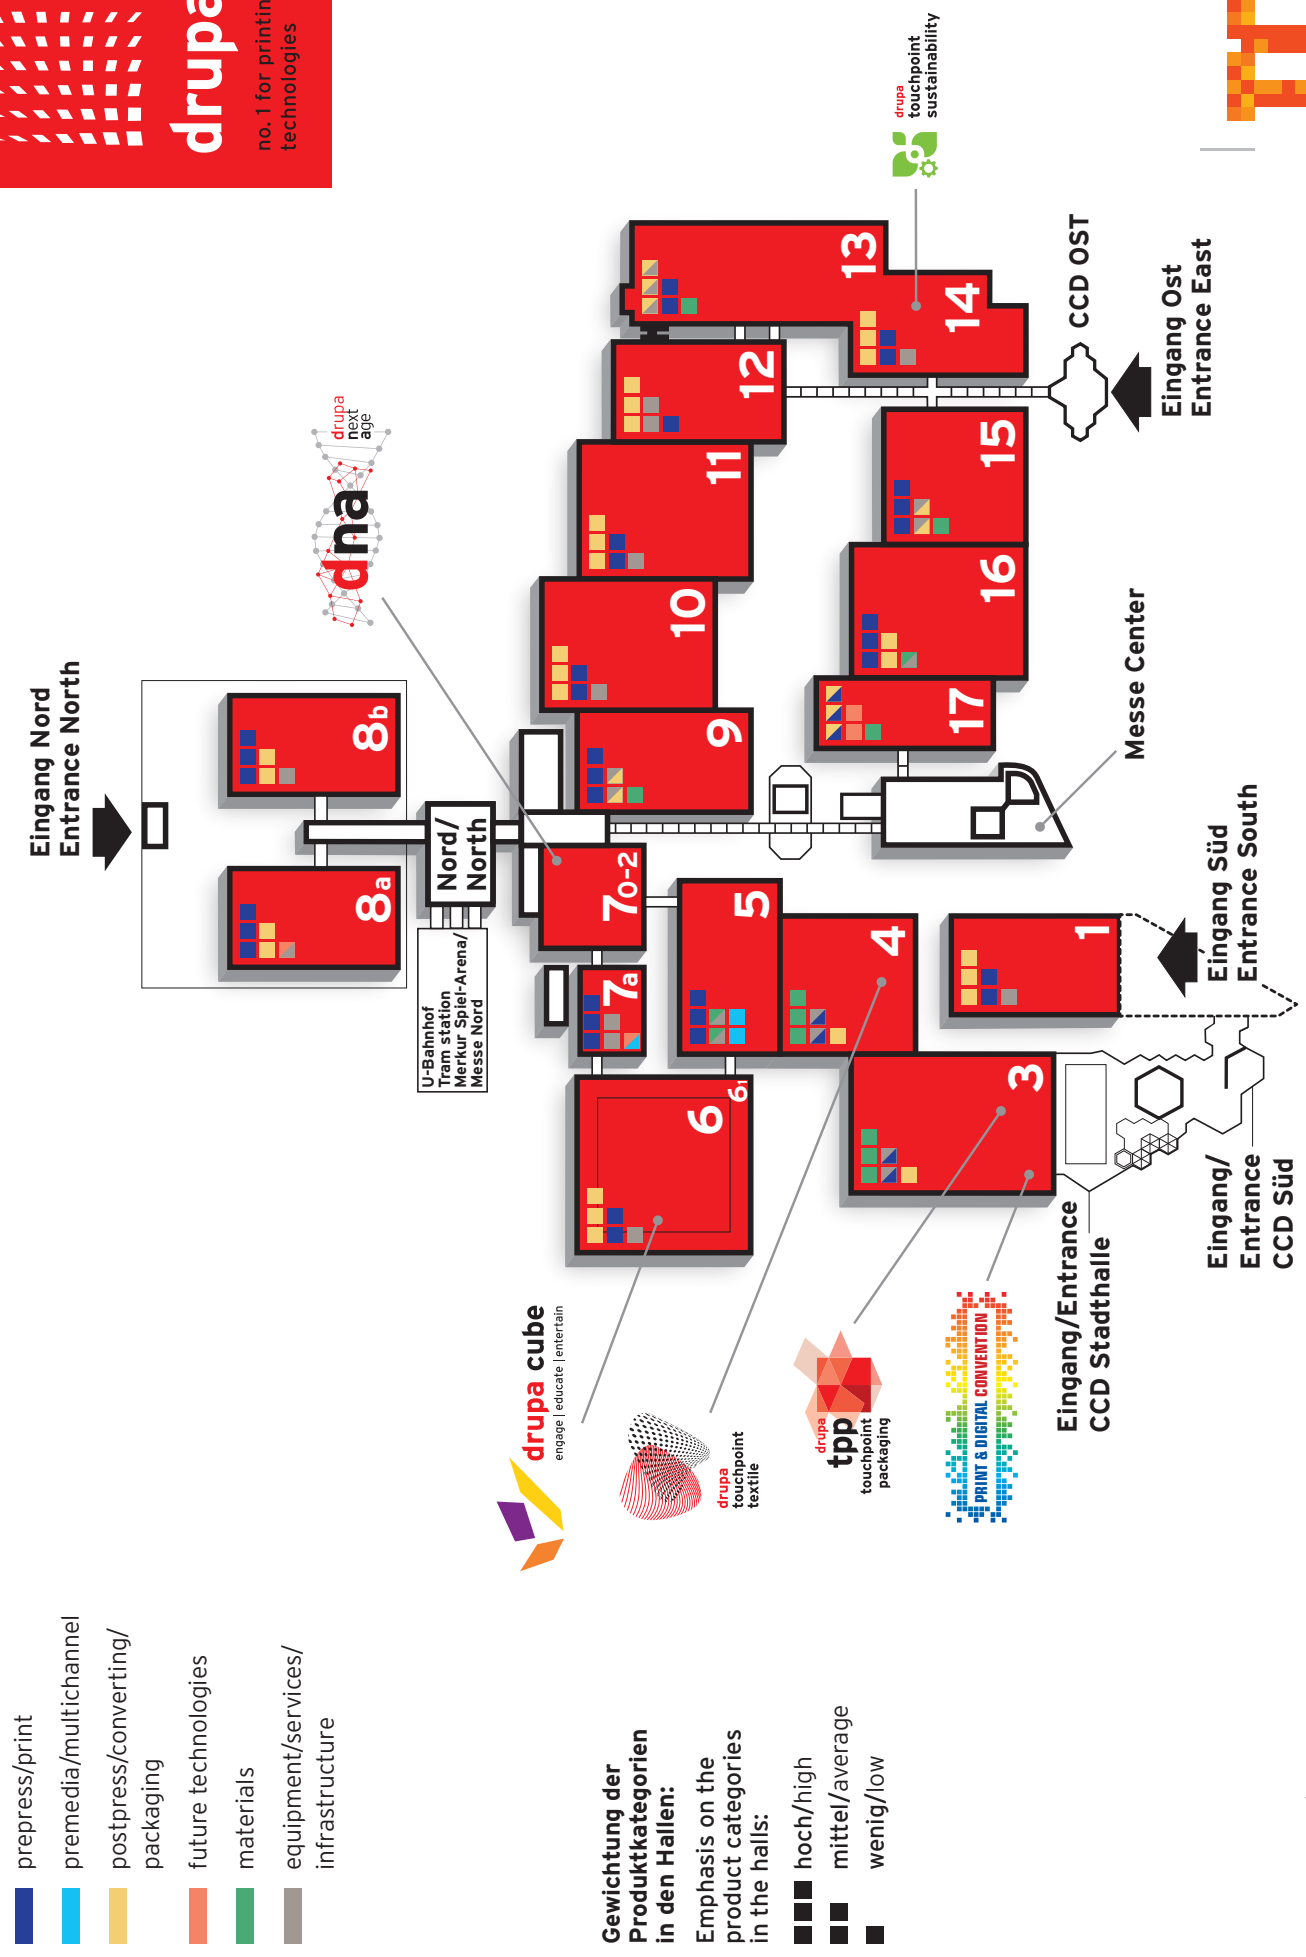 prepress/print
premedia/multichannel
postpress/converting/
packaging
future technologies
materials
equipment/services/
infrastructure
Gewichtung der
Produktkategorien
in den Hallen:
Emphasis on the
product categories
in the halls:
hoch/high
mittel/average
wenig/low
drupa
no. 1 for printin
technologies
Eingang Nord
Entrance North
8a
8b
Nord/
North
U-Bahnhof
Tram station
Merkur Spiel-Arena/
Messe Nord
dna
drupa
next
age
drupa cube
engage | educate | entertain
drupa
touchpoint
textile
drupa
tpp
touchpoint
packaging
PRINT & DIGITAL CONVENTION
drupa
touchpoint
sustainability
6
6.1
7a
7 0-2
5
4
3
1
9
10
11
12
13
14
15
16
17
CCD OST
Eingang Ost
Entrance East
Messe Center
Eingang Süd
Entrance South
Eingang/
Entrance
CCD Süd
Eingang/Entrance
CCD Stadthalle